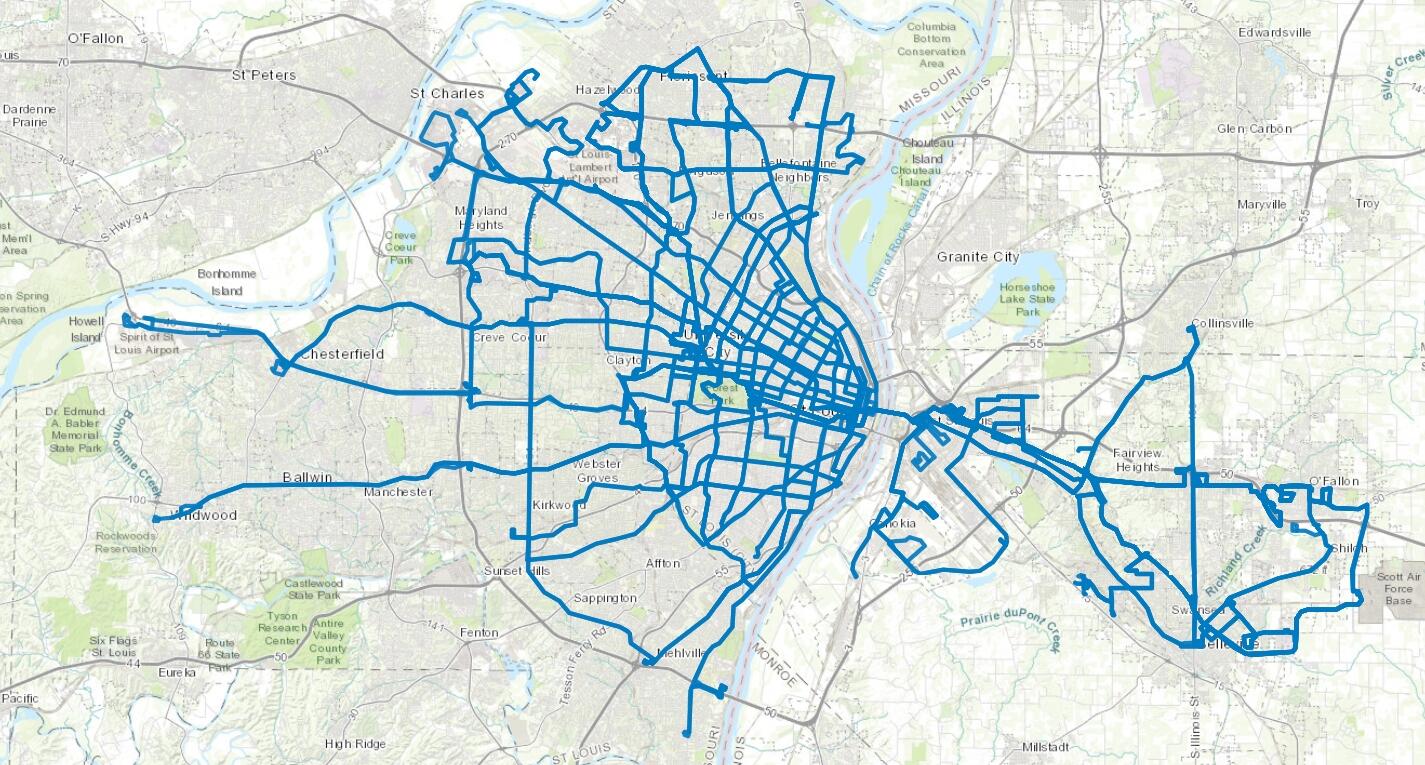 O'Fallon
70
St Peters
Dardenne
Prairie
St Charles
Hazelwood
Florissant
Columbia
Bottom
Conservation
Area
MISSOURI
ILLINOIS
Edwardsville
Silver Creek
Glen Carbon
Chouteau
Island
Chouteau
Island
Chain of Rocks Canal
255
55
Maryville
Troy
364
394
S Hwy 94
270
St Louis
Lambert
Int'l Airport
Bellefontaine
Neighbors
Jennings
70
Maryland
Heights
Creve
Coeur
Park
Granite City
Horseshoe
Lake State
Park
Bonhomme
Island
Howell
Island
Spirit of St
Louis Airport
Chesterfield
Creve Coeur
Clayton
University
City
Forest
Park
Collinsville
55
Dr. Edmund
A. Babler
Memorial
State Park
Bonhomme Creek
Ballwin
Manchester
100
Wildwood
Rockwoods
Reservation
Webster
Groves
Kirkwood
64
Fairview
Heights
50
O'Fallon
50
Cahokia
Shiloh
Richland Creek
Scott Air
Force
Base
Affton
55
Sunset Hills
Sappington
Castlewood
State Park
Tyson
Research
Center
Antire
Valley
County
Park
141
Fenton
109
Six Flags
St. Louis
Route
66 State
Park
44
50
Eureka
Pacific
30
High Ridge
Tesson Ferry Rd
Mehlville
50
MONROE
3
Prairie duPont Creek
Swansea
Belleville
15
S Illinois St
Millstadt
ST LOUIS